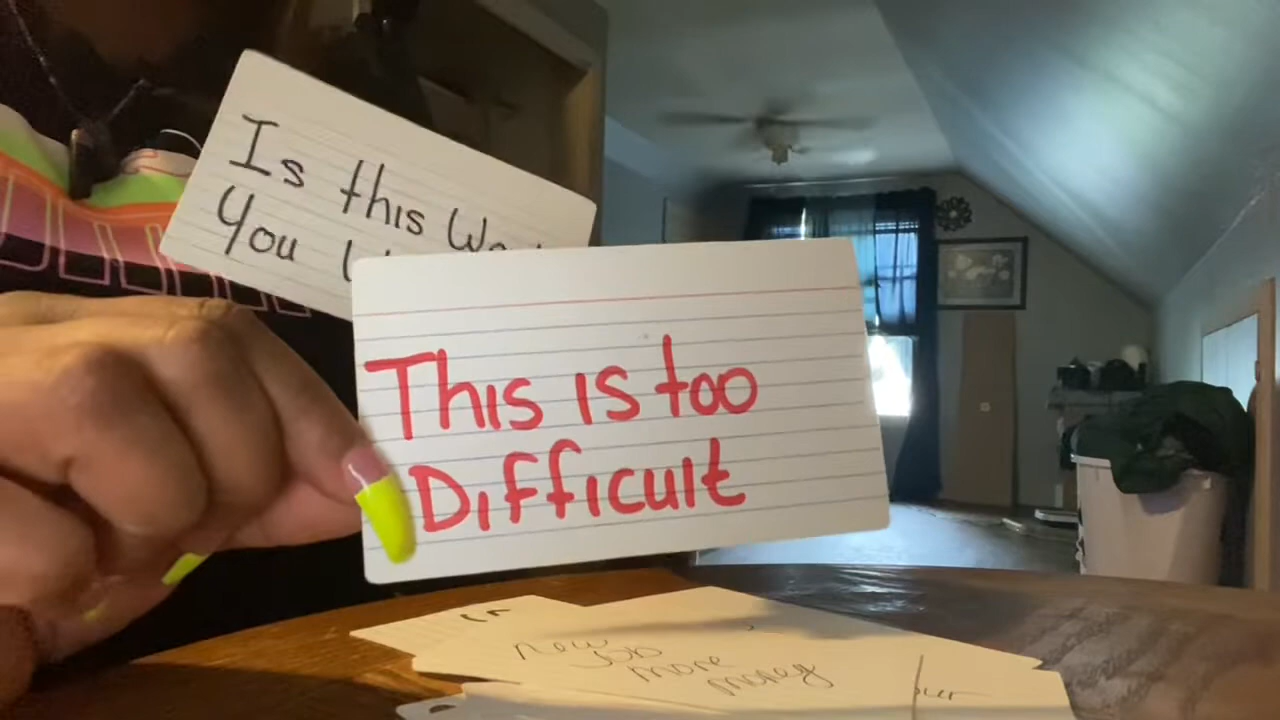 Is this
You
This is too
Difficult
new
Job
more
money